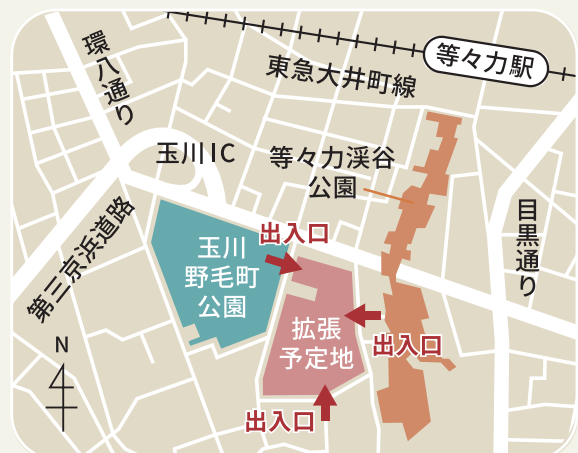 環八通り
等々力駅
東急大井町線
玉川IC
等々力渓谷
公園
目黒通り
第三京浜道路
出入口
玉川
野毛町
公園
拡張
予定地
出入口
出入口
N